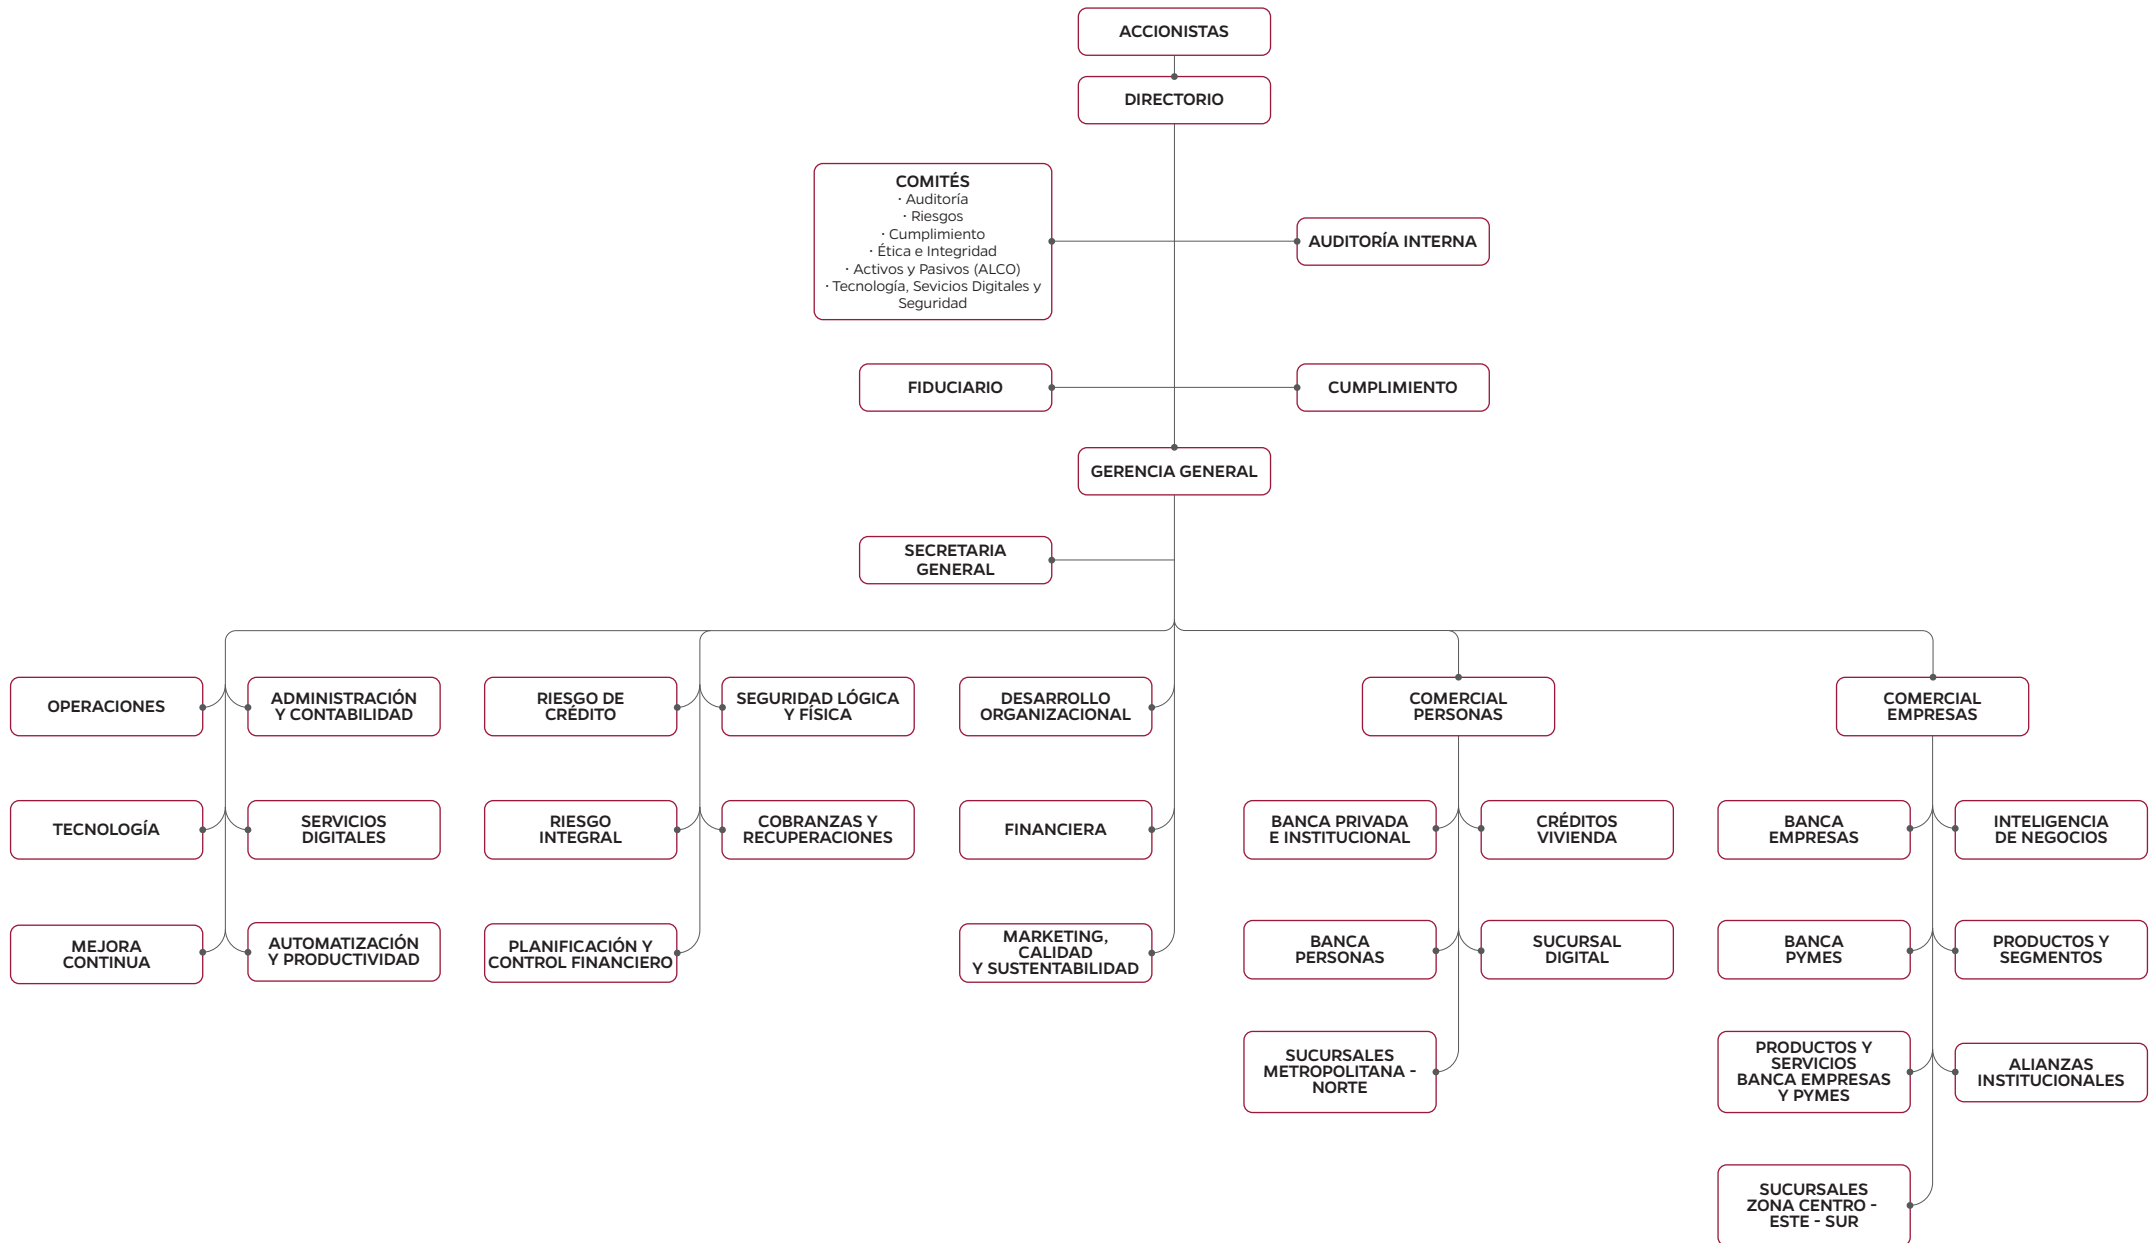 ACCIONISTAS
DIRECTORIO
COMITÉS
· Auditoría
· Riesgos
· Cumplimiento
· Ética e Integridad
· Activos y Pasivos (ALCO)
· Tecnología, Sevicios Digitales y
Seguridad
AUDITORÍA INTERNA
FIDUCIARIO
CUMPLIMIENTO
GERENCIA GENERAL
SECRETARIA
GENERAL
OPERACIONES
ADMINISTRACIÓN
Y CONTABILIDAD
TECNOLOGÍA
SERVICIOS
DIGITALES
MEJORA
CONTINUA
AUTOMATIZACIÓN
Y PRODUCTIVIDAD
RIESGO DE
CRÉDITO
SEGURIDAD LÓGICA
Y FÍSICA
RIESGO
INTEGRAL
COBRANZAS Y
RECUPERACIONES
PLANIFICACIÓN Y
CONTROL FINANCIERO
DESARROLLO
ORGANIZACIONAL
FINANCIERA
MARKETING,
CALIDAD
Y SUSTENTABILIDAD
COMERCIAL
PERSONAS
BANCA PRIVADA
E INSTITUCIONAL
CRÉDITOS
VIVIENDA
BANCA
PERSONAS
SUCURSAL
DIGITAL
SUCURSALES
METROPOLITANA -
NORTE
COMERCIAL
EMPRESAS
BANCA
EMPRESAS
INTELIGENCIA
DE NEGOCIOS
BANCA
PYMES
PRODUCTOS Y
SEGMENTOS
PRODUCTOS Y
SERVICIOS
BANCA EMPRESAS
Y PYMES
ALIANZAS
INSTITUCIONALES
SUCURSALES
ZONA CENTRO -
ESTE - SUR